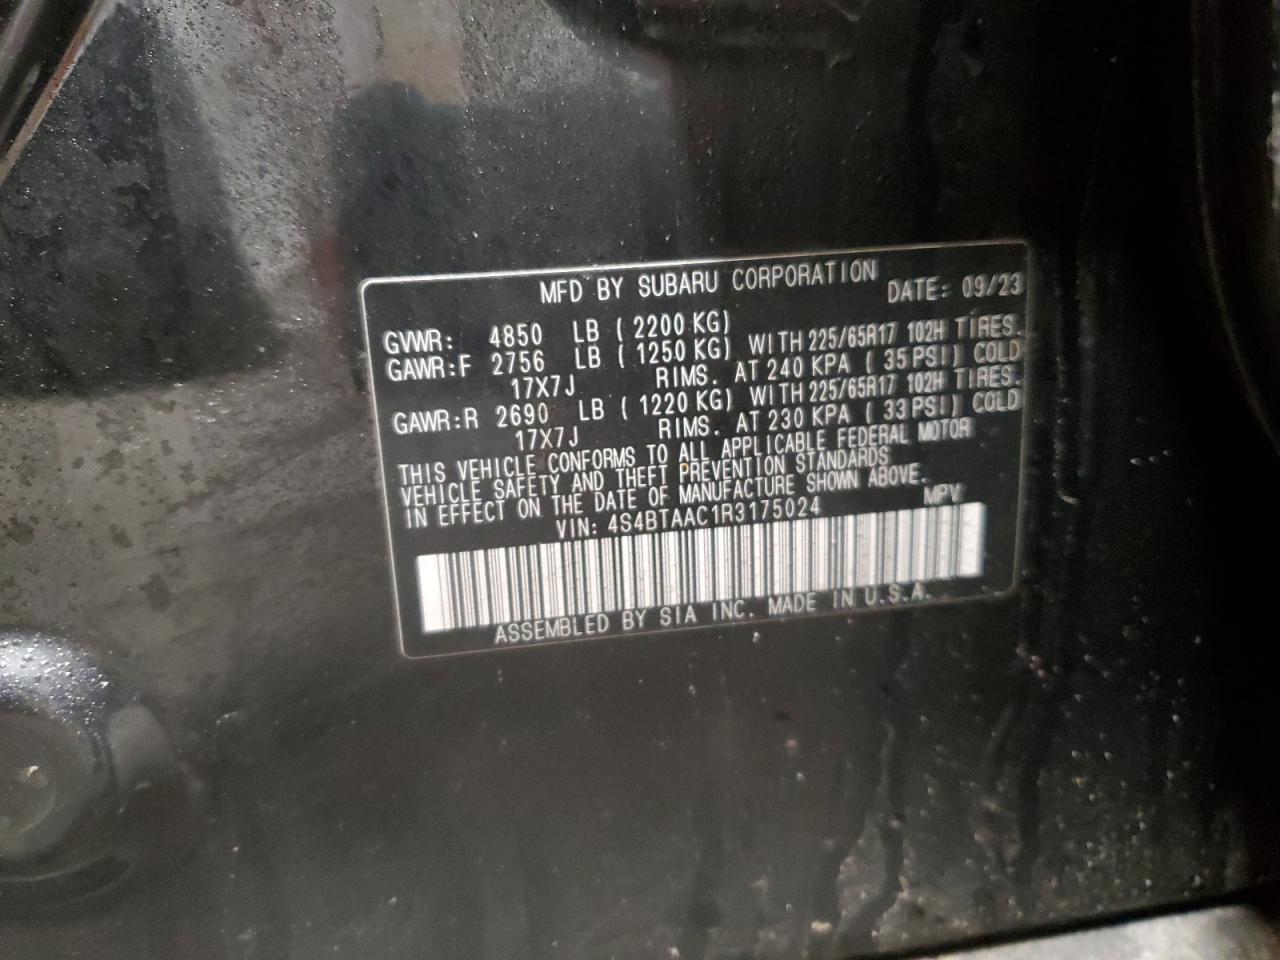 MFD BY SUBARU CORPORATION DATE: 09/23
GVWR: 4850 LB ( 2200 KG)
GAWR:F 2756 LB ( 1250 KG) WITH 225/65R17 102H TIRES.
17X7J RIMS. AT 240 KPA ( 35 PSI) COLD
GAWR:R 2690 LB ( 1220 KG) WITH 225/65R17 102H TIRES.
17X7J RIMS. AT 230 KPA ( 33 PSI) COLD
THIS VEHICLE CONFORMS TO ALL APPLICABLE FEDERAL MOTOR
VEHICLE SAFETY AND THEFT PREVENTION STANDARDS
IN EFFECT ON THE DATE OF MANUFACTURE SHOWN ABOVE.
VIN: 4S4BTAAC1R3175024 MPV
ASSEMBLED BY SIA INC. MADE IN U.S.A.